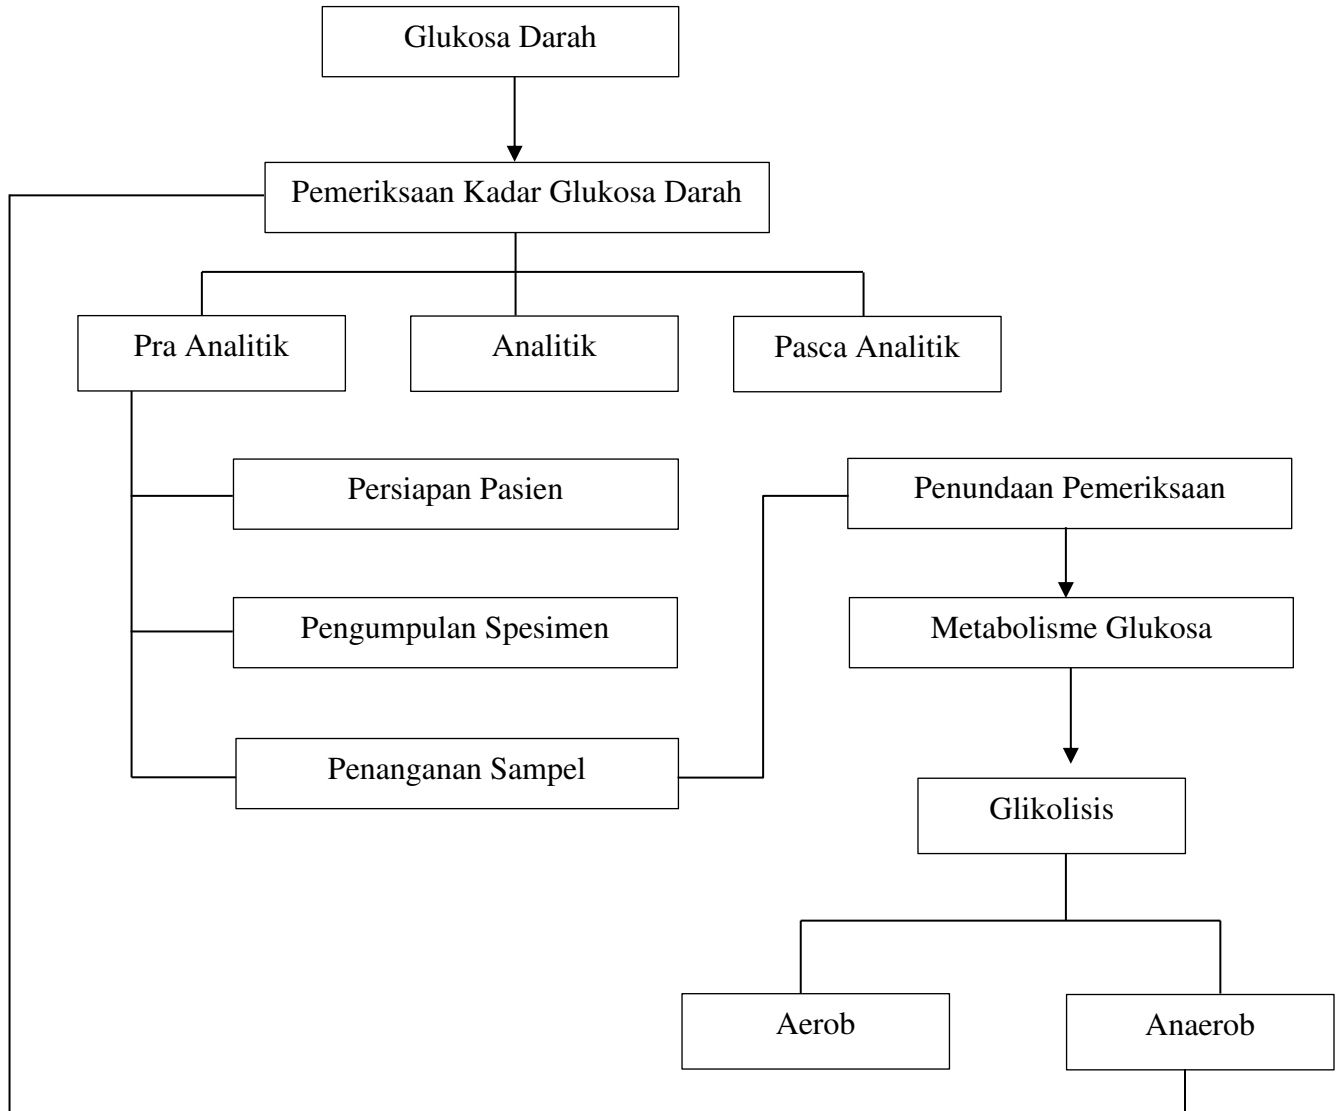 Glukosa Darah
Pemeriksaan Kadar Glukosa Darah
Pra Analitik
Analitik
Pasca Analitik
Persiapan Pasien
Penundaan Pemeriksaan
Pengumpulan Spesimen
Metabolisme Glukosa
Penanganan Sampel
Glikolisis
Aerob
Anaerob